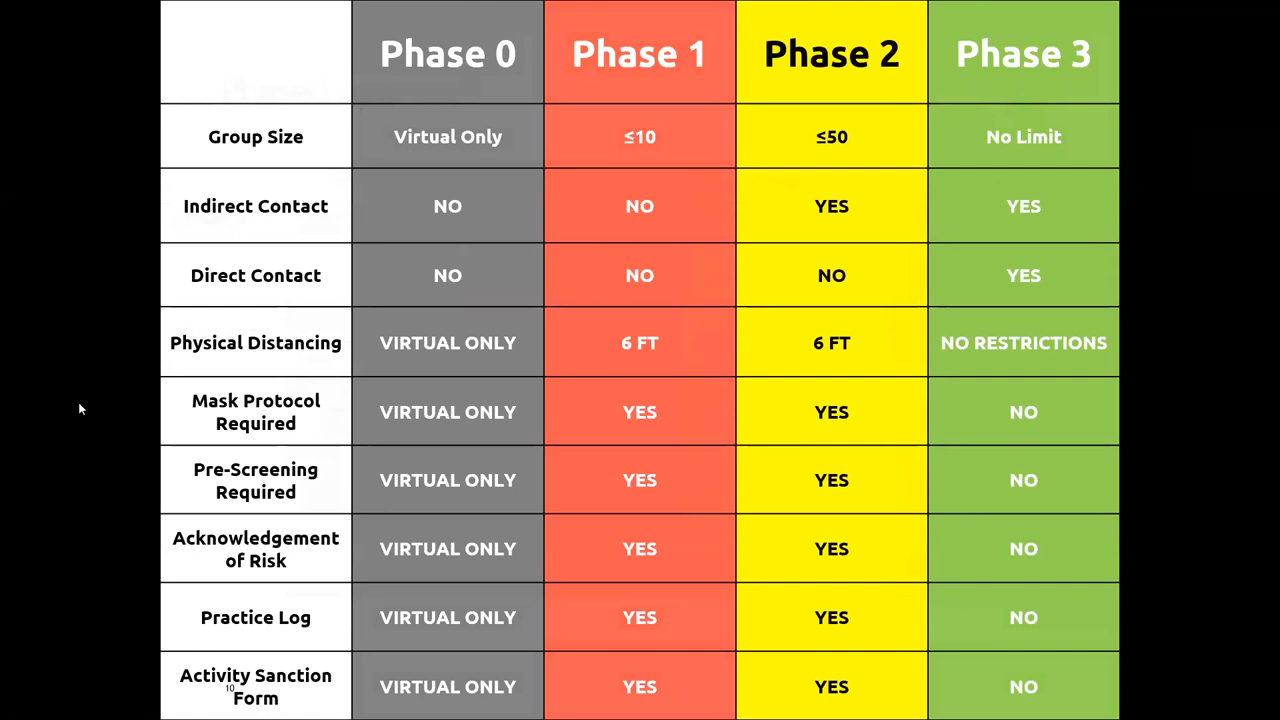 Phase 0 Phase 1 Phase 2 Phase 3
Group Size Virtual Only ≤10 ≤50 No Limit
Indirect Contact NO NO YES YES
Direct Contact NO NO NO YES
Physical Distancing VIRTUAL ONLY 6 FT 6 FT NO RESTRICTIONS
Mask Protocol
Required VIRTUAL ONLY YES YES NO
Pre-Screening
Required VIRTUAL ONLY YES YES NO
Acknowledgement
of Risk VIRTUAL ONLY YES YES NO
Practice Log VIRTUAL ONLY YES YES NO
Activity Sanction
10 Form VIRTUAL ONLY YES YES NO